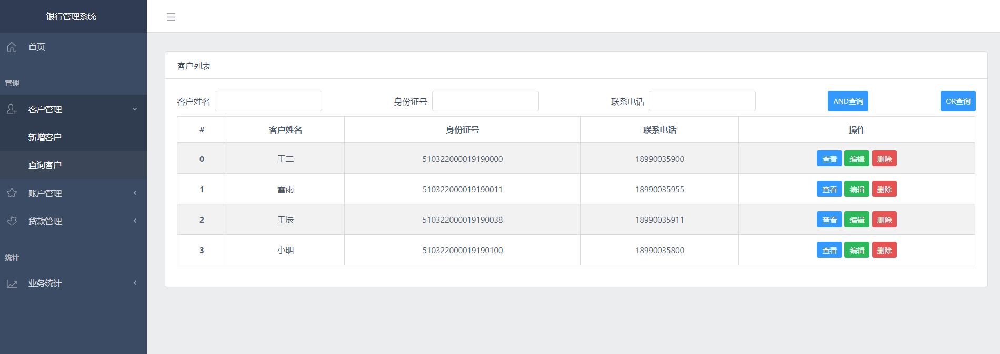 银行管理系统
首页
管理
客户管理
新增客户
查询客户
账户管理
贷款管理
统计
业务统计
客户列表
客户姓名 身份证号 联系电话 AND查询 OR查询
# 客户姓名 身份证号 联系电话 操作
0 王二 510322000019190000 18990035900 查看 编辑 删除
1 雷雨 510322000019190011 18990035955 查看 编辑 删除
2 王辰 510322000019190038 18990035911 查看 编辑 删除
3 小明 510322000019190100 18990035800 查看 编辑 删除